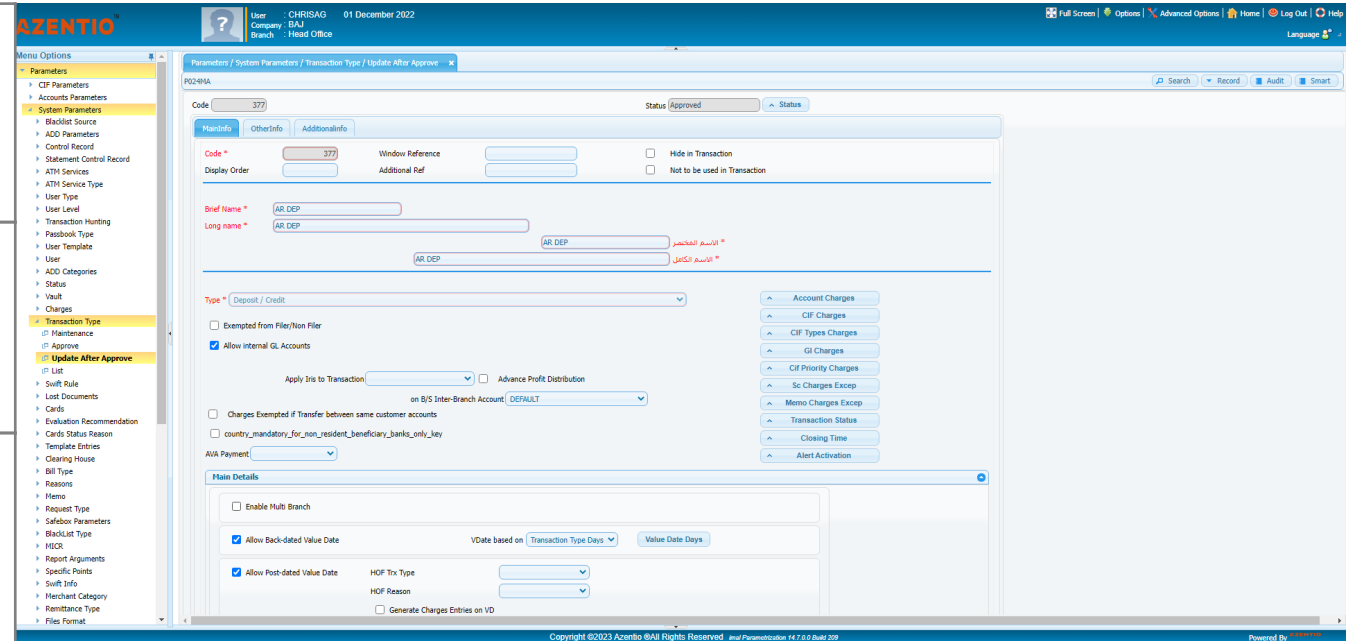 AZENTIO
User : CHRISAG 01 December 2022
Company : BAJ
Branch : Head Office
Full Screen | Options | Advanced Options | Home | Log Out | Help
Language
Menu Options
Parameters
CIF Parameters
Accounts Parameters
System Parameters
Blacklist Source
ADD Parameters
Control Record
Statement Control Record
ATM Services
ATM Service Type
User Type
User Level
Transaction Hunting
Passbook Type
User Template
User
ADD Categories
Status
Vault
Charges
Transaction Type
Maintenance
Approve
Update After Approve
List
Swift Rule
Lost Documents
Cards
Evaluation Recommendation
Cards Status Reason
Template Entries
Clearing House
Bill Type
Reasons
Memo
Request Type
Safebox Parameters
BlackList Type
MICR
Report Arguments
Specific Points
Swift Info
Merchant Category
Remittance Type
Files Format
Parameters / System Parameters / Transaction Type / Update After Approve x
P024MA
Search Record Audit Smart
Code 377 Status Approved Status
MainInfo OtherInfo AdditionalInfo
Code * 377 Window Reference Hide in Transaction
Display Order Additional Ref Not to be used in Transaction
Brief Name * AR DEP
Long name * AR DEP
AR DEP الاسم المختصر *
AR DEP الاسم الكامل *
Type * Deposit / Credit
Exempted from Filer/Non Filer
Allow internal GL Accounts
Apply Iris to Transaction Advance Profit Distribution
on B/S Inter-Branch Account DEFAULT
Charges Exempted if Transfer between same customer accounts
country_mandatory_for_non_resident_beneficiary_banks_only_key
AVA Payment
Account Charges
CIF Charges
CIF Types Charges
Gl Charges
Cif Priority Charges
Sc Charges Excep
Memo Charges Excep
Transaction Status
Closing Time
Alert Activation
Main Details
Enable Multi Branch
Allow Back-dated Value Date VDate based on Transaction Type Days Value Date Days
Allow Post-dated Value Date HOF Trx Type
HOF Reason
Generate Charges Entries on VD
Copyright ©2023 Azentio ®All Rights Reserved imal Parametrization 14.7.0.0 Build 209
Powered By AZENTIO